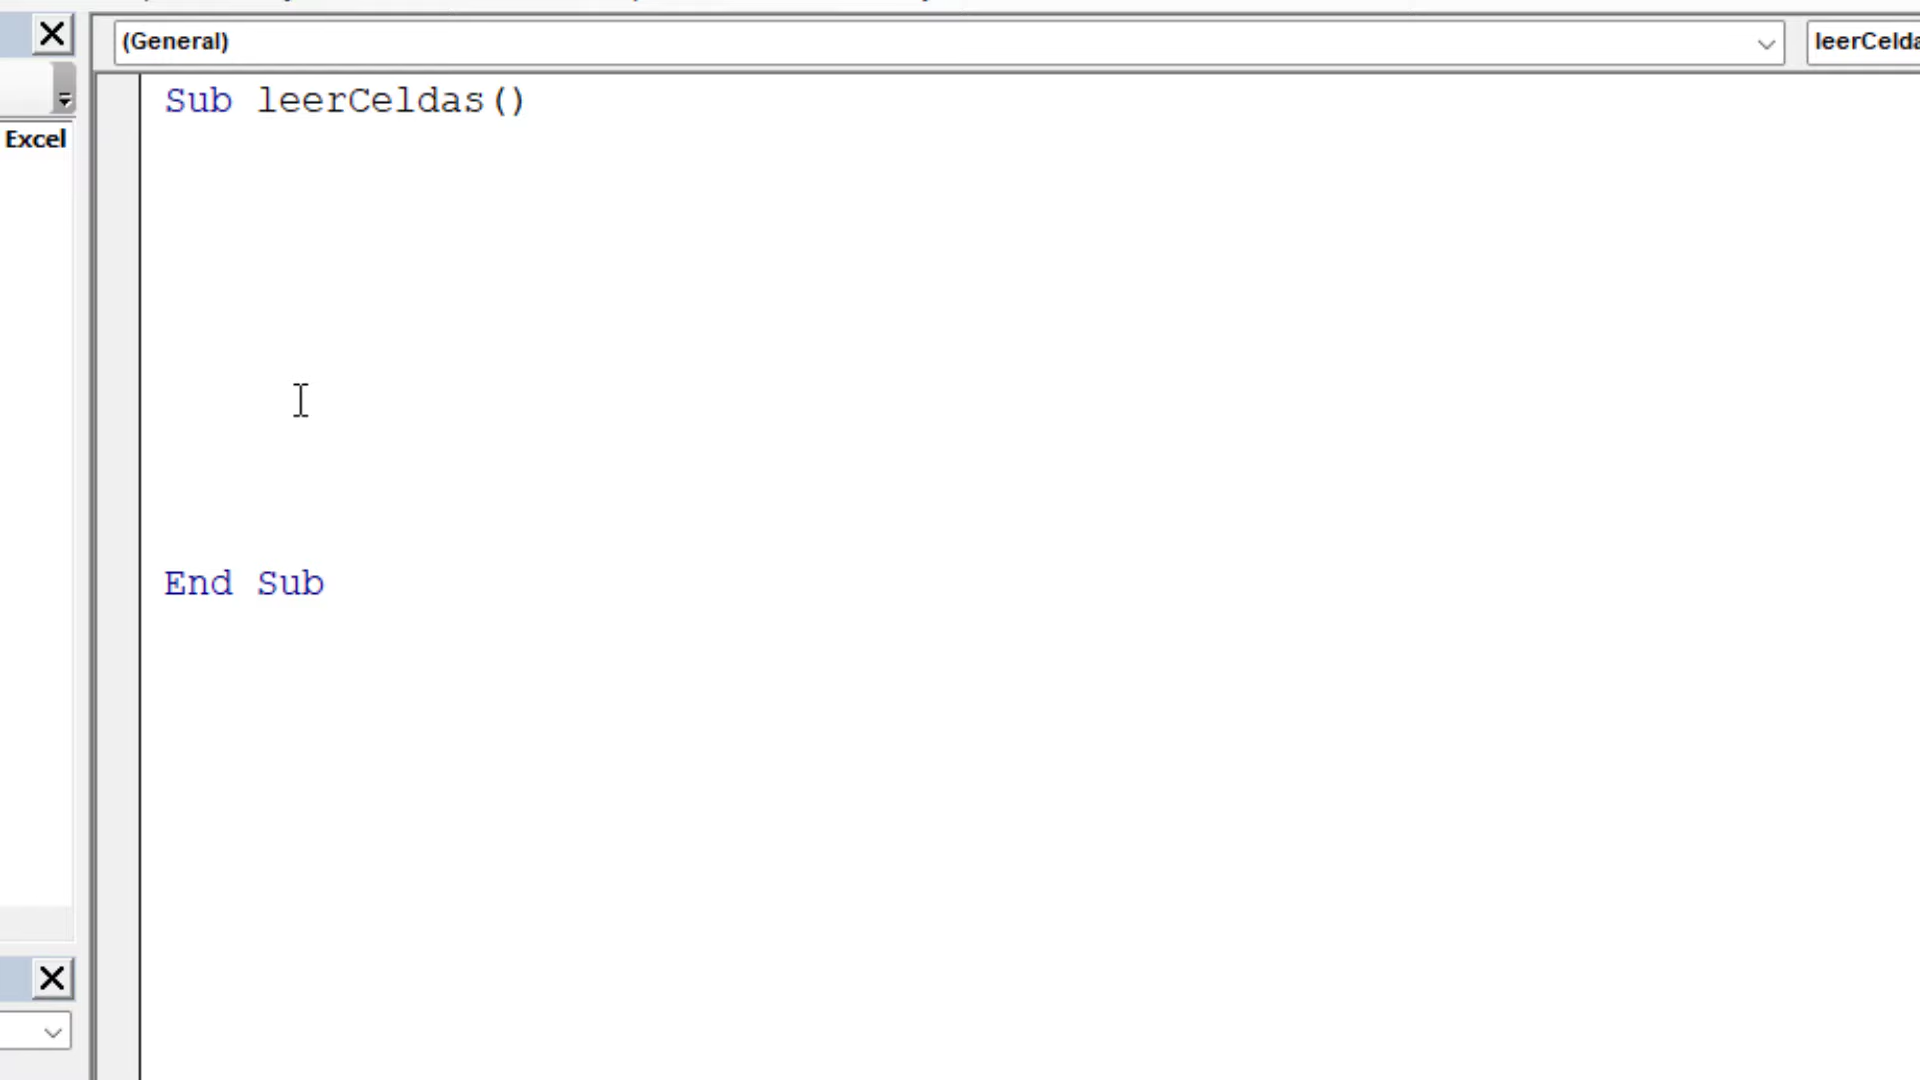 (General)
leerCelda
Excel
Sub leerCeldas()
End Sub